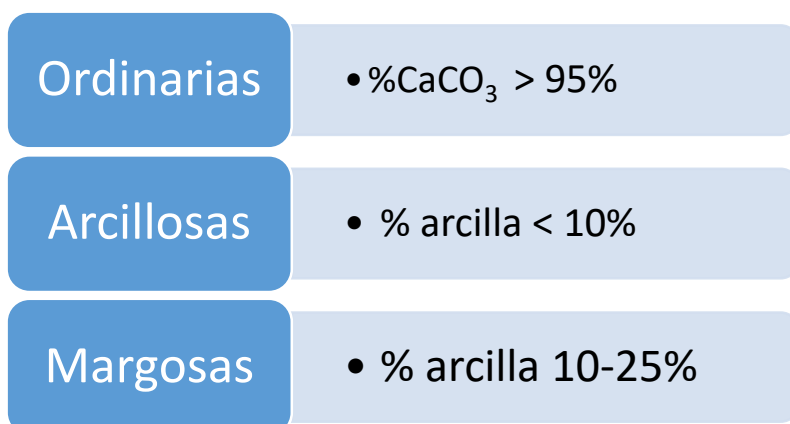 Ordinarias
•%CaCO₃ > 95%
Arcillosas
• % arcilla < 10%
Margosas
• % arcilla 10-25%